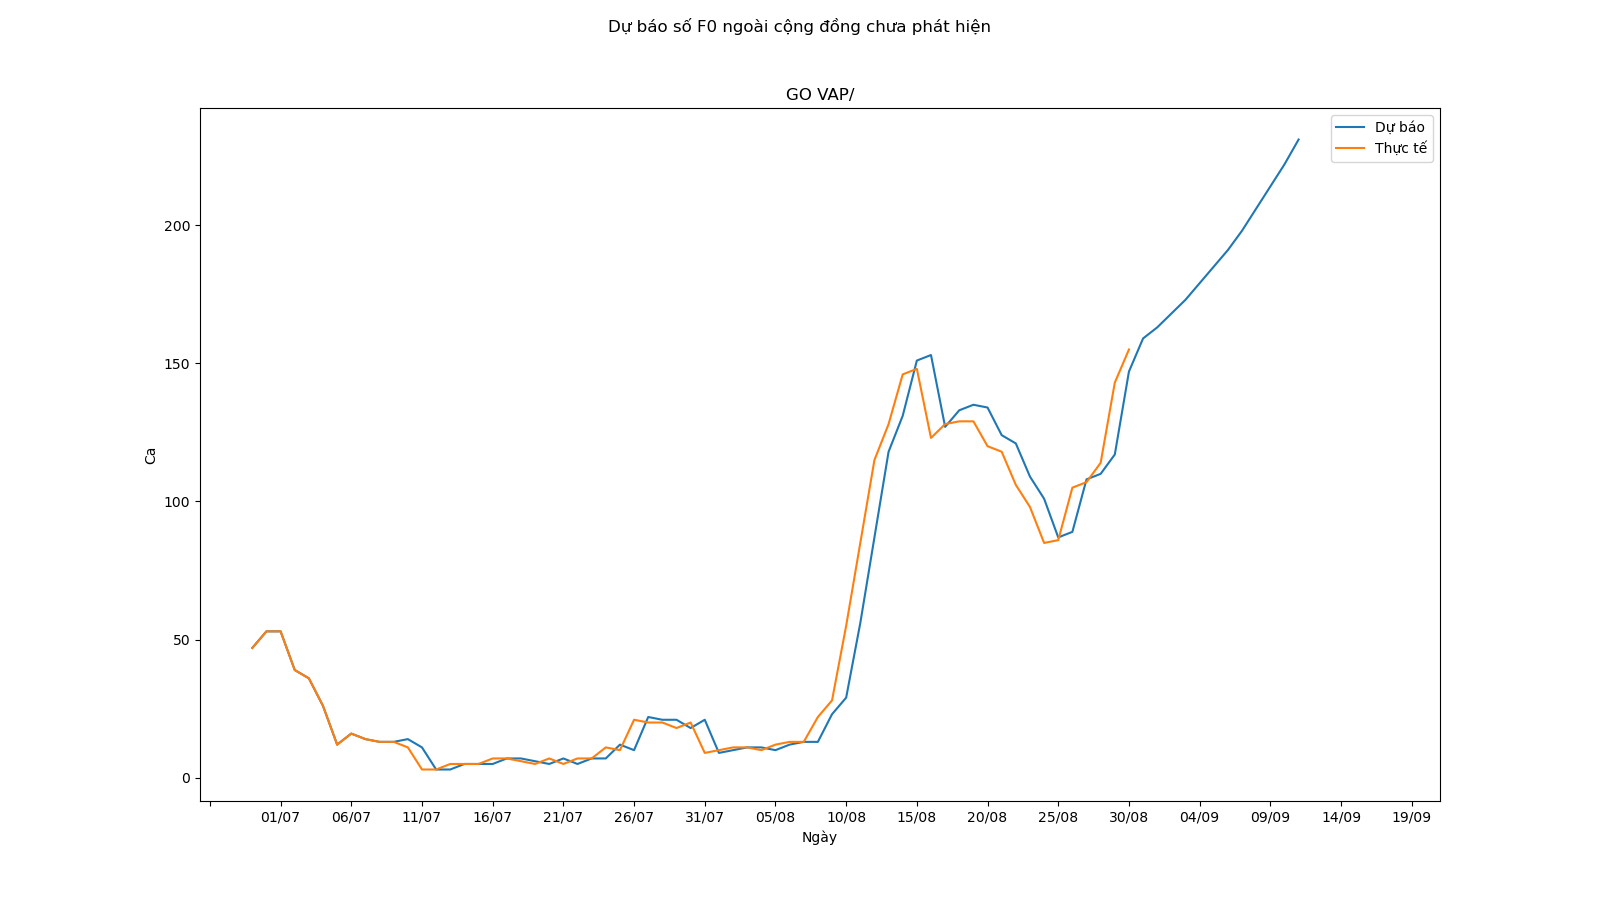 Dự báo số F0 ngoài cộng đồng chưa phát hiện
GO VAP/
Dự báo
Thực tế
200
150
100
50
0
Ca
01/07 06/07 11/07 16/07 21/07 26/07 31/07 05/08 10/08 15/08 20/08 25/08 30/08 04/09 09/09 14/09 19/09
Ngày